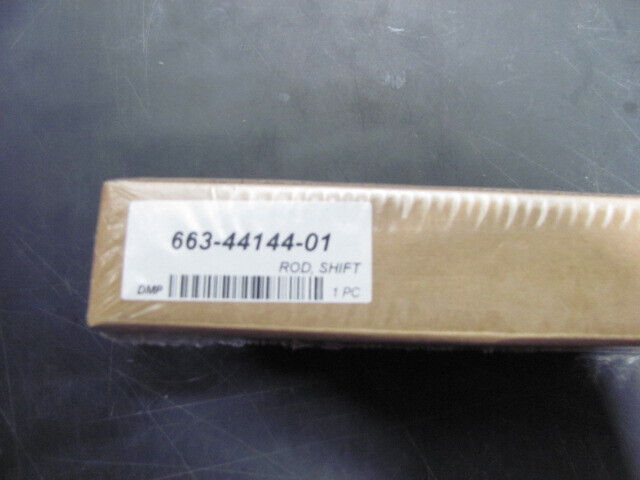 663-44144-01
ROD, SHIFT
DMP 1 PC